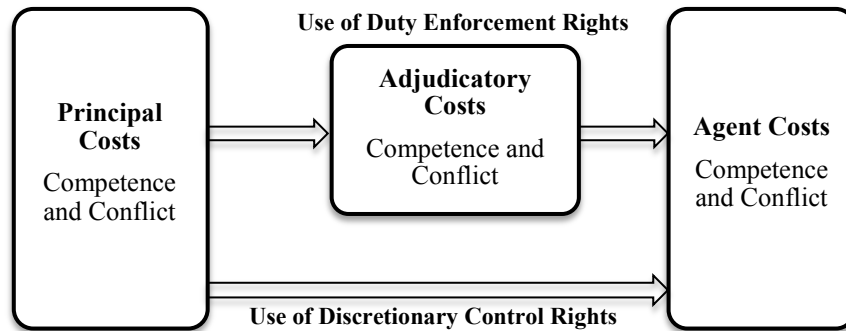 Use of Duty Enforcement Rights
Principal
Costs
Competence
and Conflict
Adjudicatory
Costs
Competence and
Conflict
Agent Costs
Competence
and Conflict
Use of Discretionary Control Rights